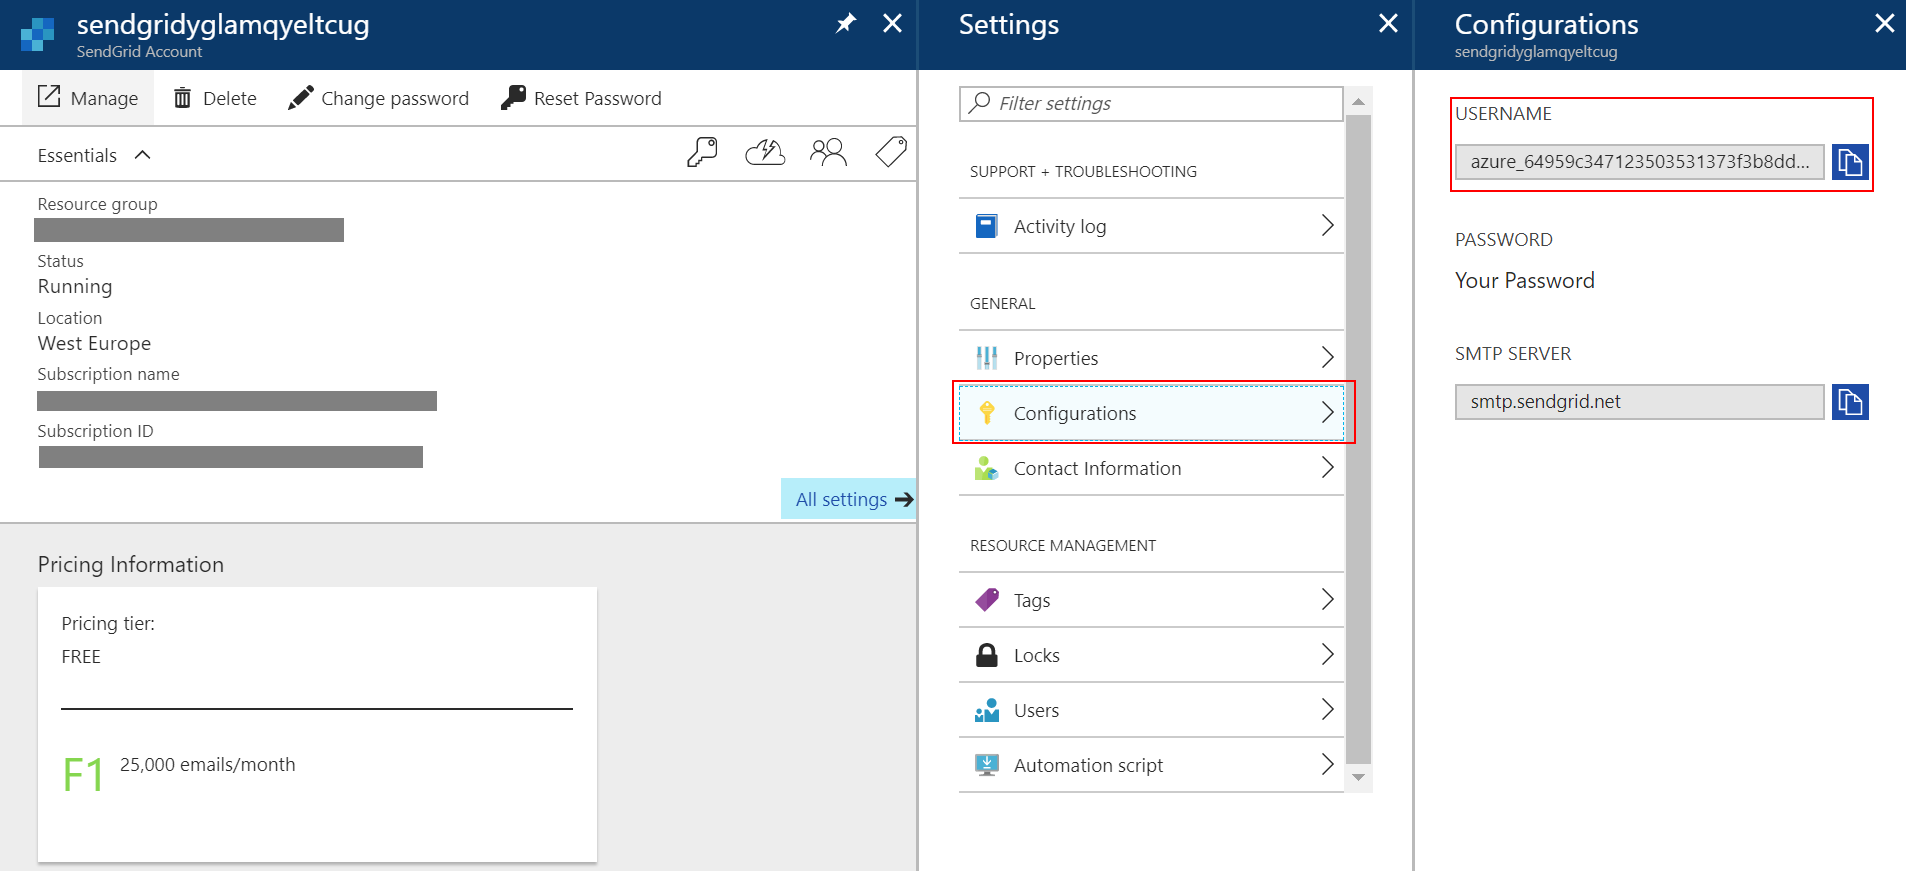 sendgridyglamqyeltcug
SendGrid Account
Manage
Delete
Change password
Reset Password
Essentials
Resource group
Status
Running
Location
West Europe
Subscription name
Subscription ID
All settings
Pricing Information
Pricing tier:
FREE
F1
25,000 emails/month
Settings
Filter settings
SUPPORT + TROUBLESHOOTING
Activity log
GENERAL
Properties
Configurations
Contact Information
RESOURCE MANAGEMENT
Tags
Locks
Users
Automation script
Configurations
sendgridyglamqyeltcug
USERNAME
azure_64959c347123503531373f3b8dd...
PASSWORD
Your Password
SMTP SERVER
smtp.sendgrid.net